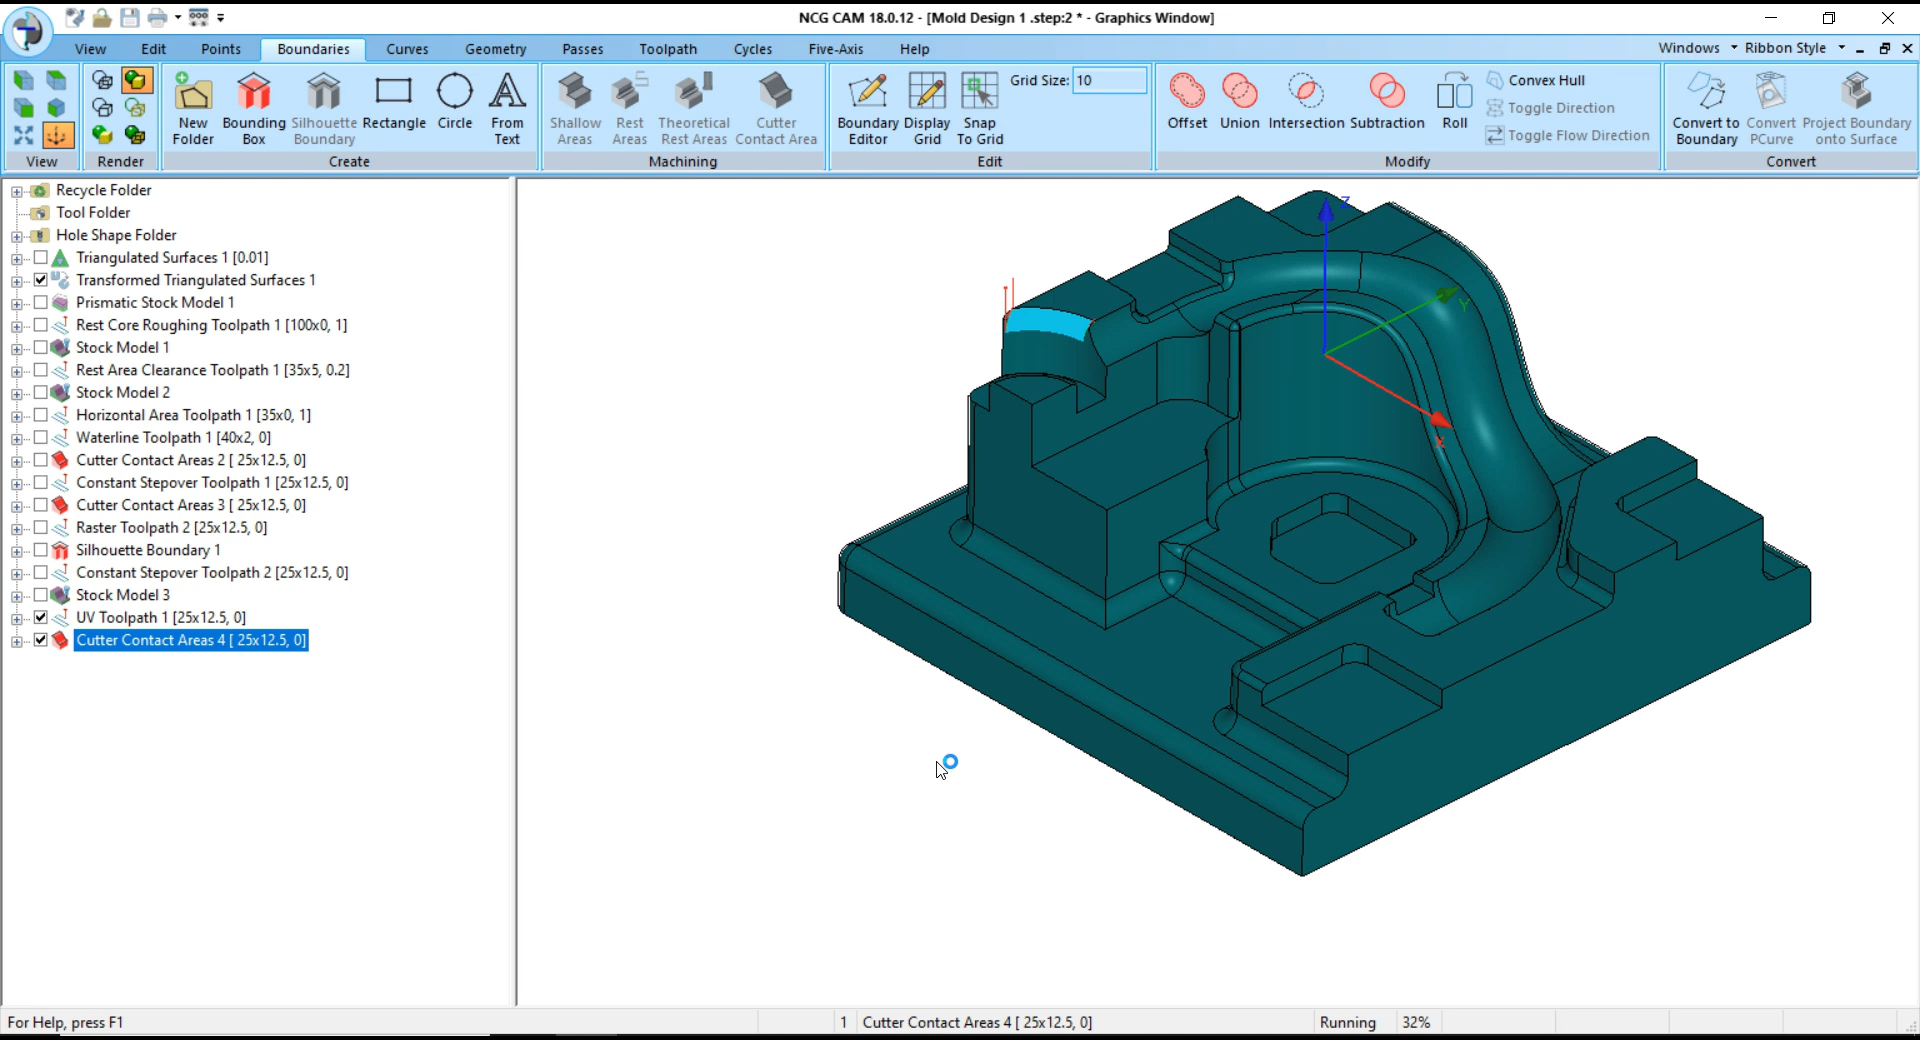 NCG CAM 18.0.12 - [Mold Design 1 .step:2 * - Graphics Window]
View Edit Points Boundaries Curves Geometry Passes Toolpath Cycles Five-Axis Help Windows Ribbon Style
New Folder
Bounding Box
Silhouette Boundary
Rectangle
Circle
From Text
Shallow Areas
Rest Areas
Theoretical Rest Areas
Cutter Contact Area
Boundary Editor
Display Grid
Snap To Grid
Grid Size: 10
Offset
Union
Intersection
Subtraction
Roll
Convex Hull
Toggle Direction
Toggle Flow Direction
Convert to Boundary
Convert PCurve
Project Boundary onto Surface
View Render Create Machining Edit Modify Convert
Recycle Folder
Tool Folder
Hole Shape Folder
Triangulated Surfaces 1 [0.01]
Transformed Triangulated Surfaces 1
Prismatic Stock Model 1
Rest Core Roughing Toolpath 1 [100x0, 1]
Stock Model 1
Rest Area Clearance Toolpath 1 [35x5, 0.2]
Stock Model 2
Horizontal Area Toolpath 1 [35x0, 1]
Waterline Toolpath 1 [40x2, 0]
Cutter Contact Areas 2 [ 25x12.5, 0]
Constant Stepover Toolpath 1 [25x12.5, 0]
Cutter Contact Areas 3 [ 25x12.5, 0]
Raster Toolpath 2 [25x12.5, 0]
Silhouette Boundary 1
Constant Stepover Toolpath 2 [25x12.5, 0]
Stock Model 3
UV Toolpath 1 [25x12.5, 0]
Cutter Contact Areas 4 [ 25x12.5, 0]
Z
Y
X
For Help, press F1 1 Cutter Contact Areas 4 [ 25x12.5, 0] Running 32%